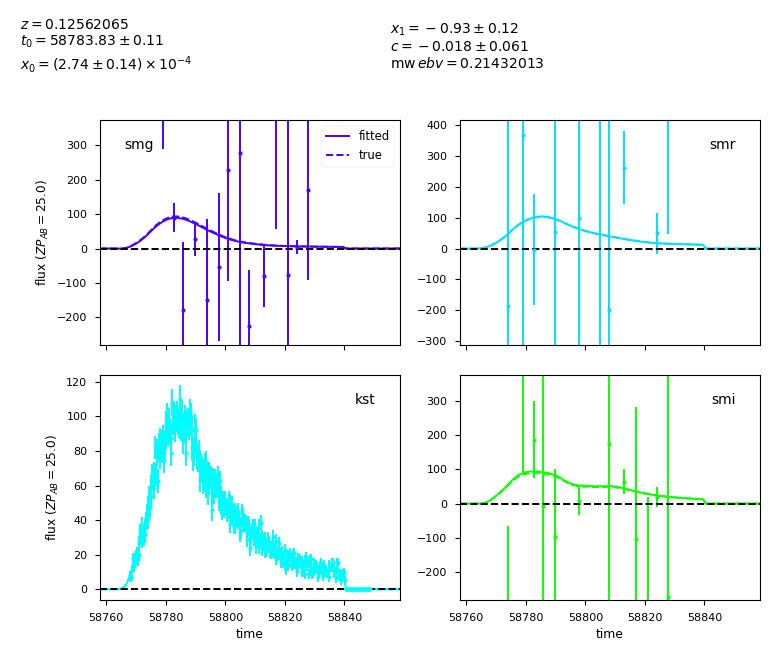 z = 0.12562065
t₀ = 58783.83 ± 0.11
x₀ = (2.74 ± 0.14) × 10⁻⁴
x₁ = −0.93 ± 0.12
c = −0.018 ± 0.061
mw ebv = 0.21432013
smg
fitted
true
300
200
100
0
−100
−200
flux (ZP_AB = 25.0)
smr
400
300
200
100
0
−100
−200
−300
kst
120
100
80
60
40
20
0
flux (ZP_AB = 25.0)
58760 58780 58800 58820 58840
time
smi
300
200
100
0
−100
−200
58760 58780 58800 58820 58840
time